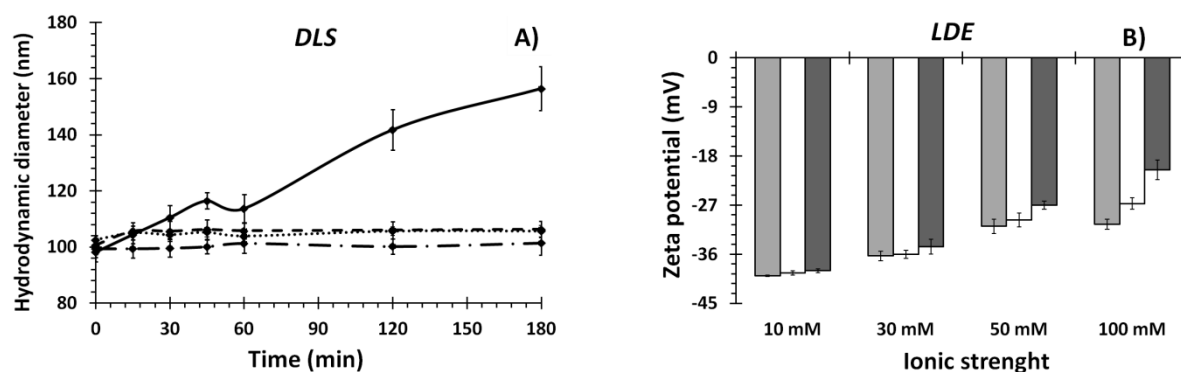 DLS
A)
Hydrodynamic diameter (nm)
180
160
140
120
100
80
0
30
60
90
120
150
180
Time (min)
LDE
B)
Zeta potential (mV)
0
-9
-18
-27
-36
-45
10 mM
30 mM
50 mM
100 mM
Ionic strenght